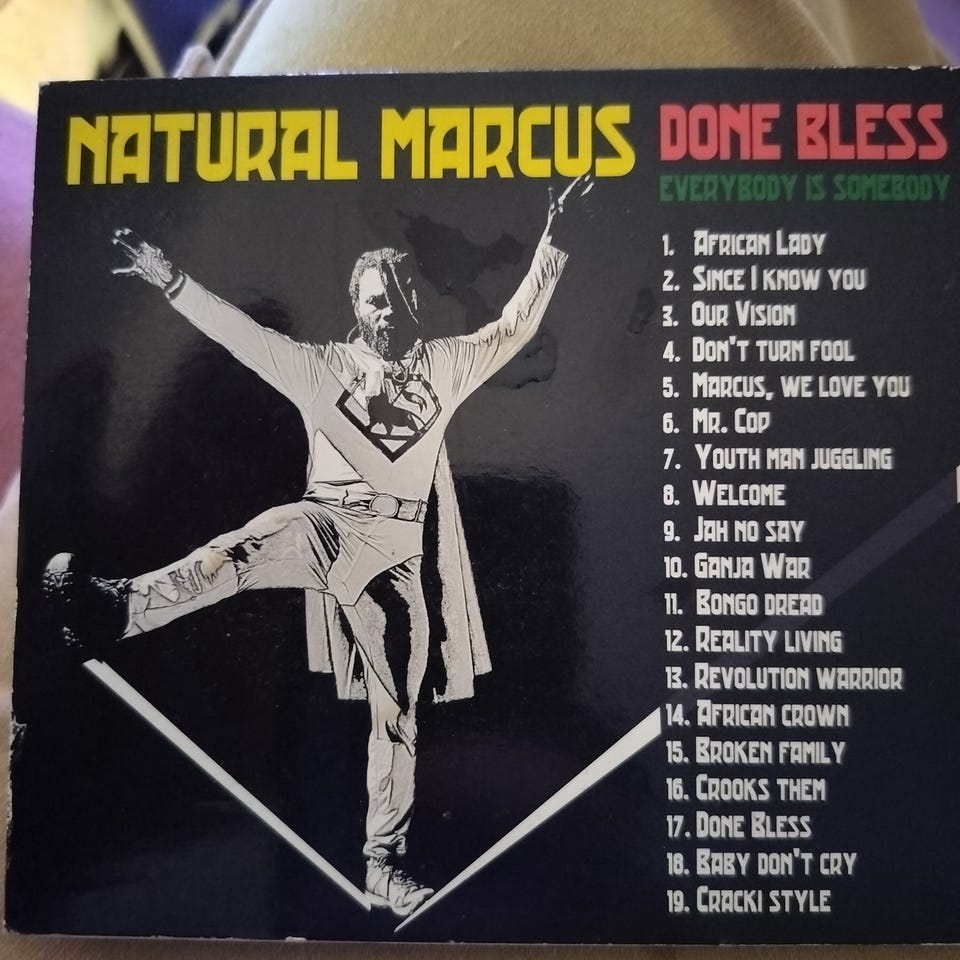 NATURAL MARCUS
DONE BLESS
EVERYBODY IS SOMEBODY
1. AFRICAN LADY
2. SINCE I KNOW YOU
3. OUR VISION
4. DON'T TURN FOOL
5. MARCUS, WE LOVE YOU
6. MR. COP
7. YOUTH MAN JUGGLING
8. WELCOME
9. JAH NO SAY
10. GANJA WAR
11. BONGO DREAD
12. REALITY LIVING
13. REVOLUTION WARRIOR
14. AFRICAN CROWN
15. BROKEN FAMILY
16. CROOKS THEM
17. DONE BLESS
18. BABY DON'T CRY
19. CRACKI STYLE